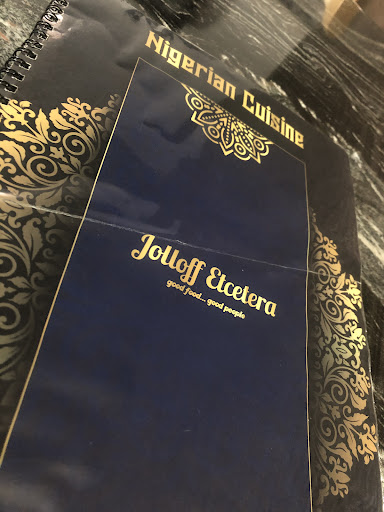 Nigerian Cuisine
Jolloff Etcetera
good food... good people